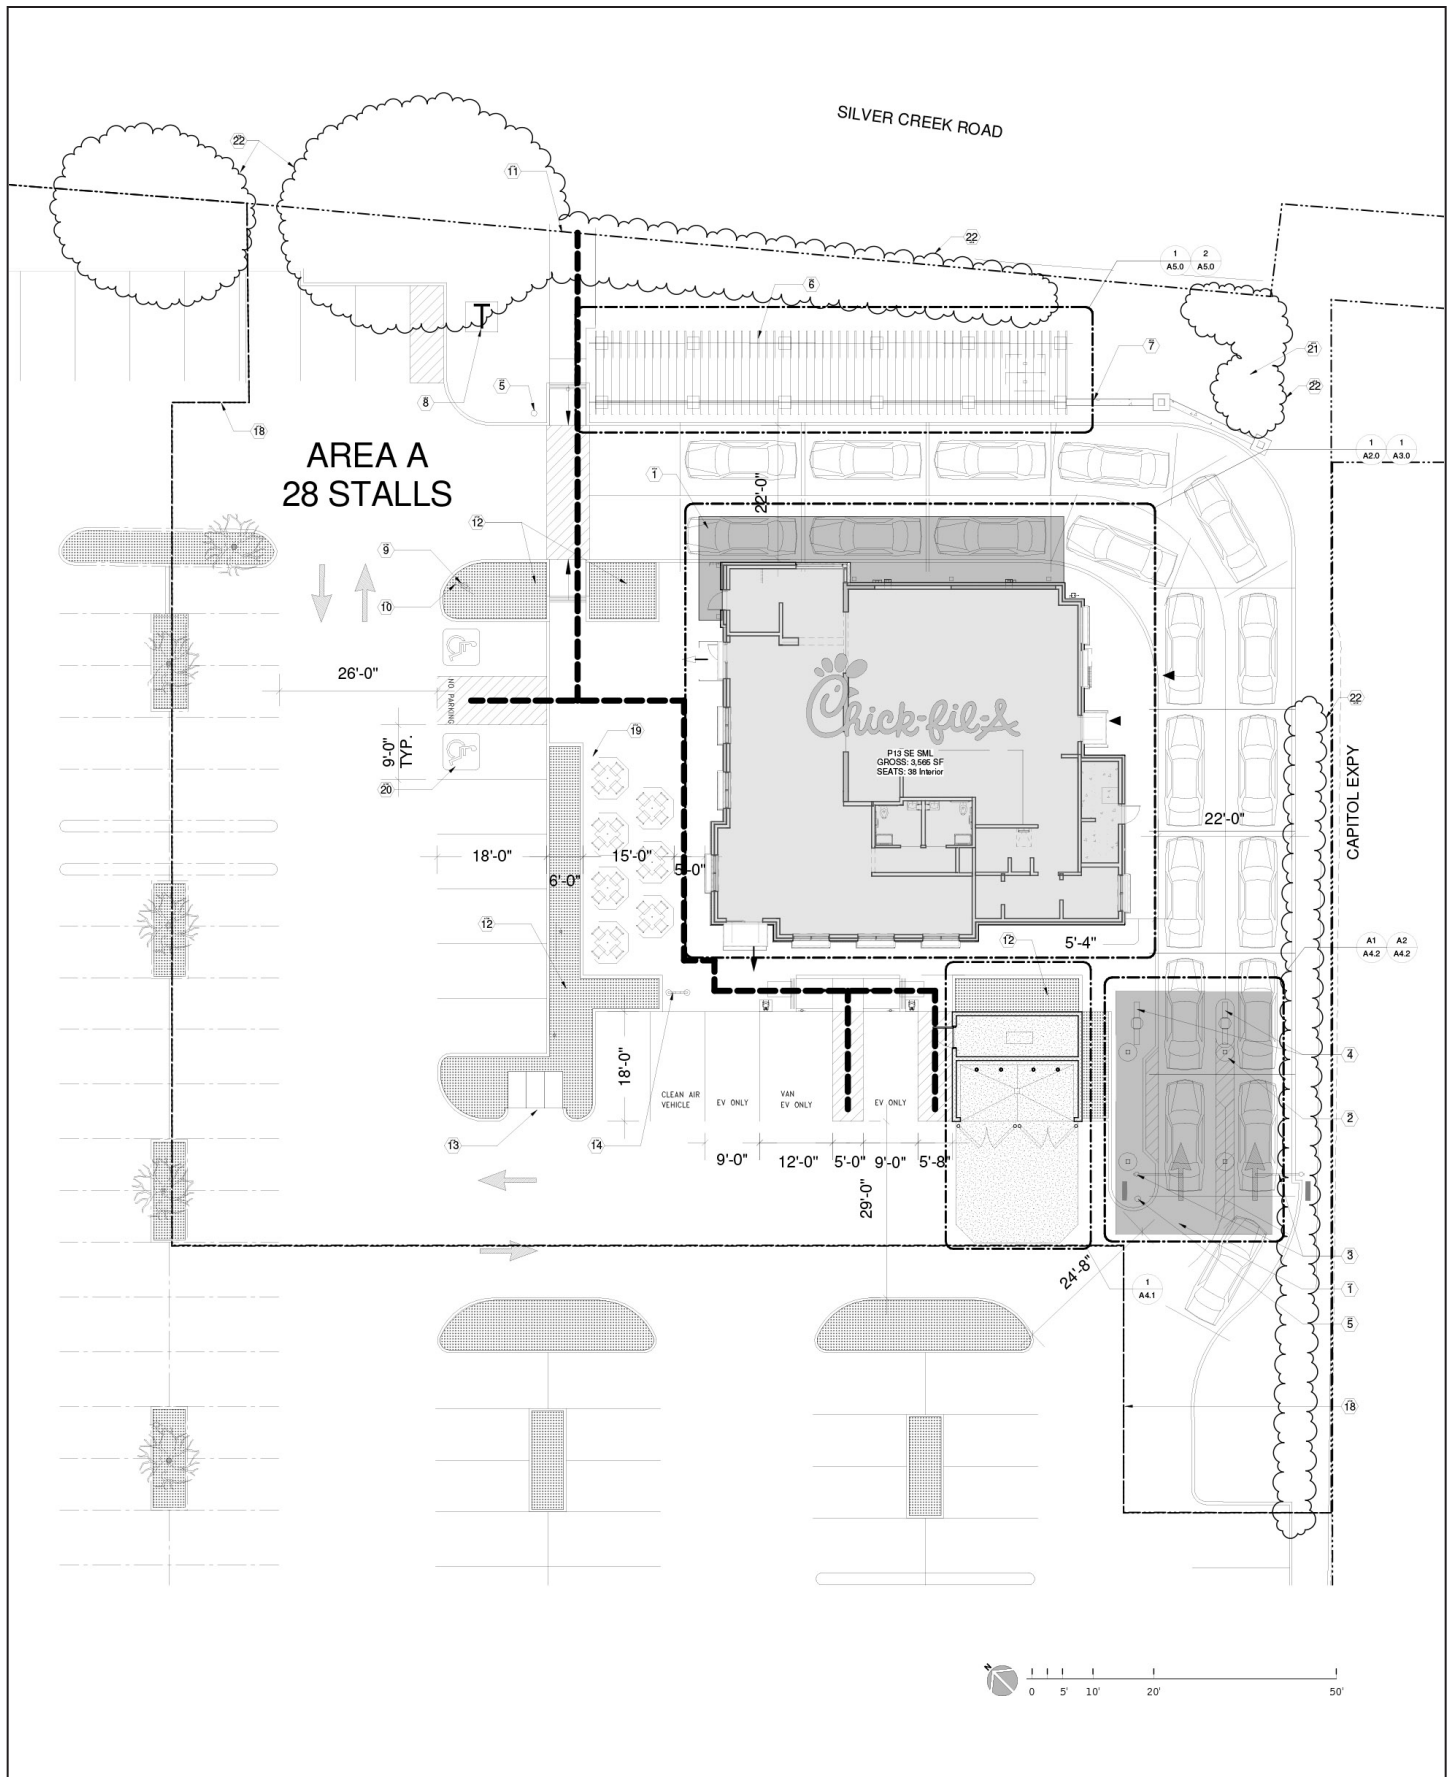 SILVER CREEK ROAD
22
11
22
1
A5.0
2
A5.0
6
7
21
22
5
8
18
AREA A
28 STALLS
1
A2.0
1
A3.0
1
22'-0"
12
9
10
26'-0"
NO PARKING
9'-0"
TYP.
20
19
Chick-fil-A
P13 SE SML
GROSS: 3,565 SF
SEATS: 38 Interior
22
CAPITOL EXPY
22'-0"
18'-0"
6'-0"
15'-0"
5'-0"
12
12
5'-4"
A1
A4.2
A2
A4.2
14
13
18'-0"
CLEAN AIR
VEHICLE
EV ONLY
VAN
EV ONLY
EV ONLY
4
2
9'-0"
12'-0"
5'-0"
9'-0"
5'-8"
29'-0"
24'-8"
1
A4.1
3
1
5
18
N
0
5'
10'
20'
50'